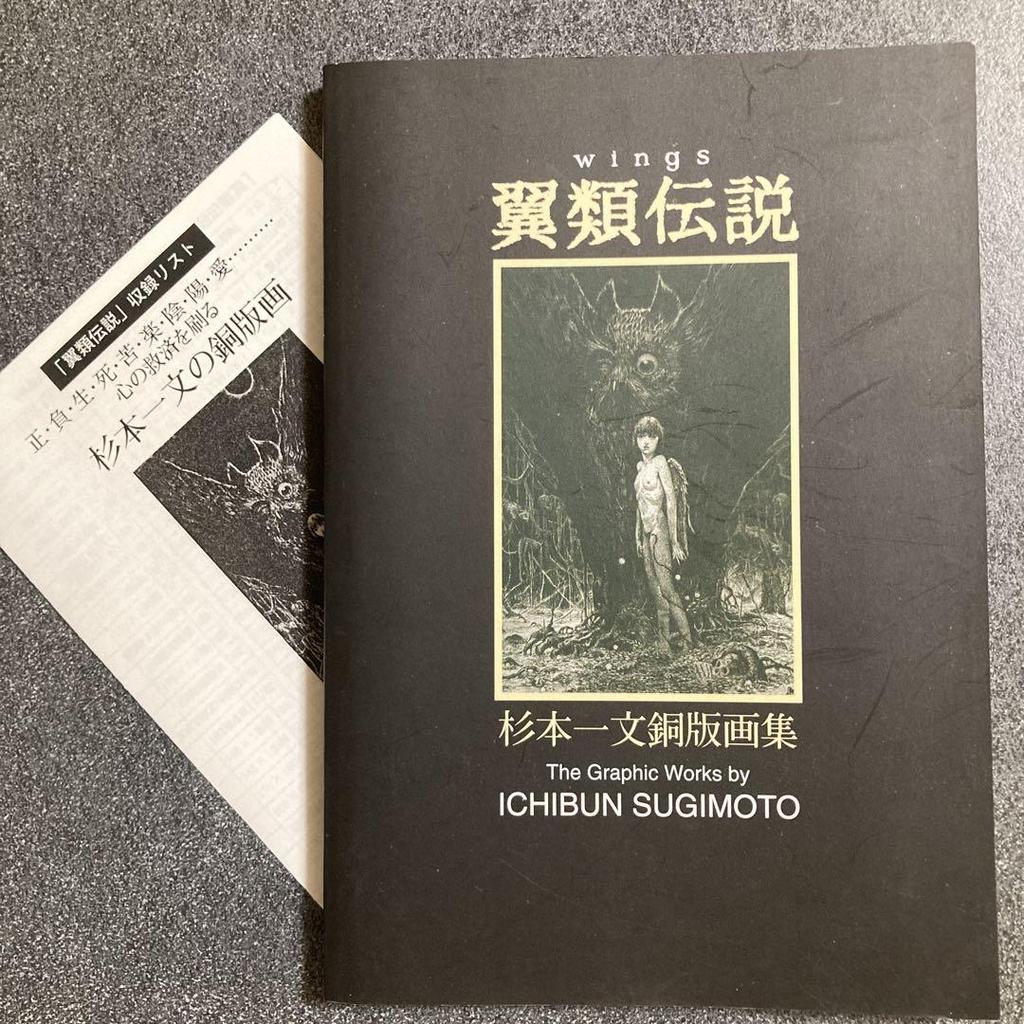 wings
翼類伝説
杉本一文銅版画集
The Graphic Works by
ICHIBUN SUGIMOTO
「翼類伝説」収録リスト
正・負・生・死・苦・楽・陰・陽・愛………
心の救済を刷る
杉本一文の銅版画